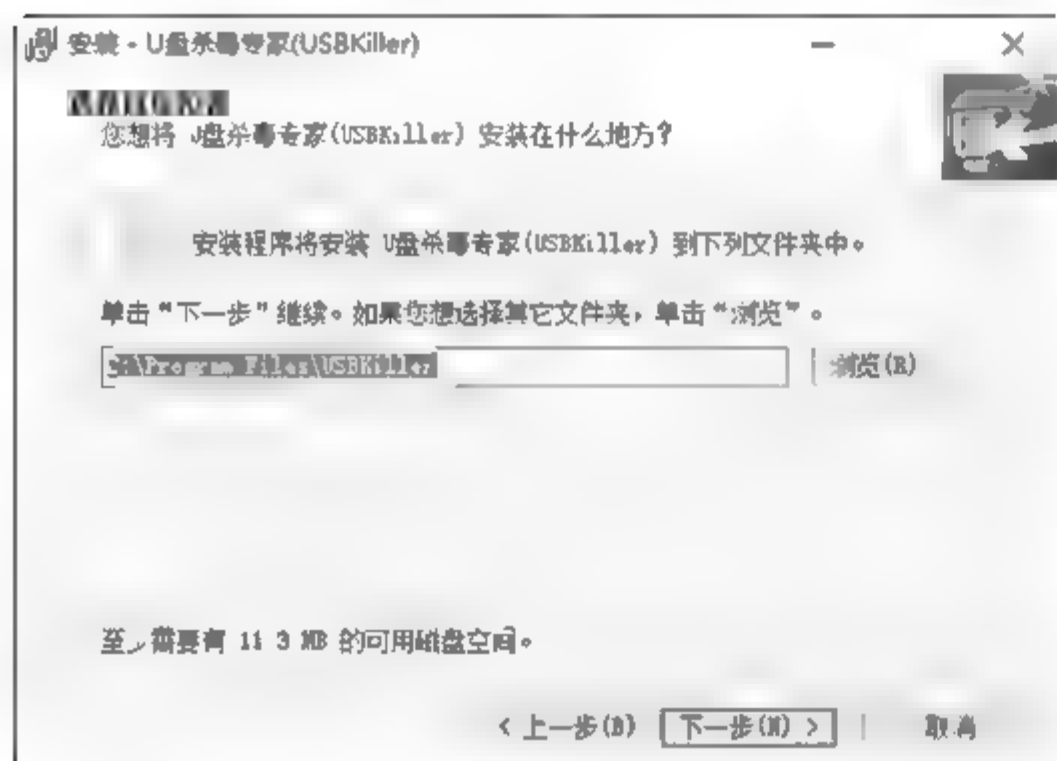 安装 - U盘杀毒专家(USBKiller)
您想将 U盘杀毒专家(USBKiller) 安装在什么地方?
安装程序将安装 U盘杀毒专家(USBKiller) 到下列文件夹中。
单击“下一步”继续。如果您想选择其它文件夹,单击“浏览”。
:\Program Files\USBKiller
浏览(R)
至少需要有 11.3 MB 的可用磁盘空间。
< 上一步(B)
下一步(N) >
取消